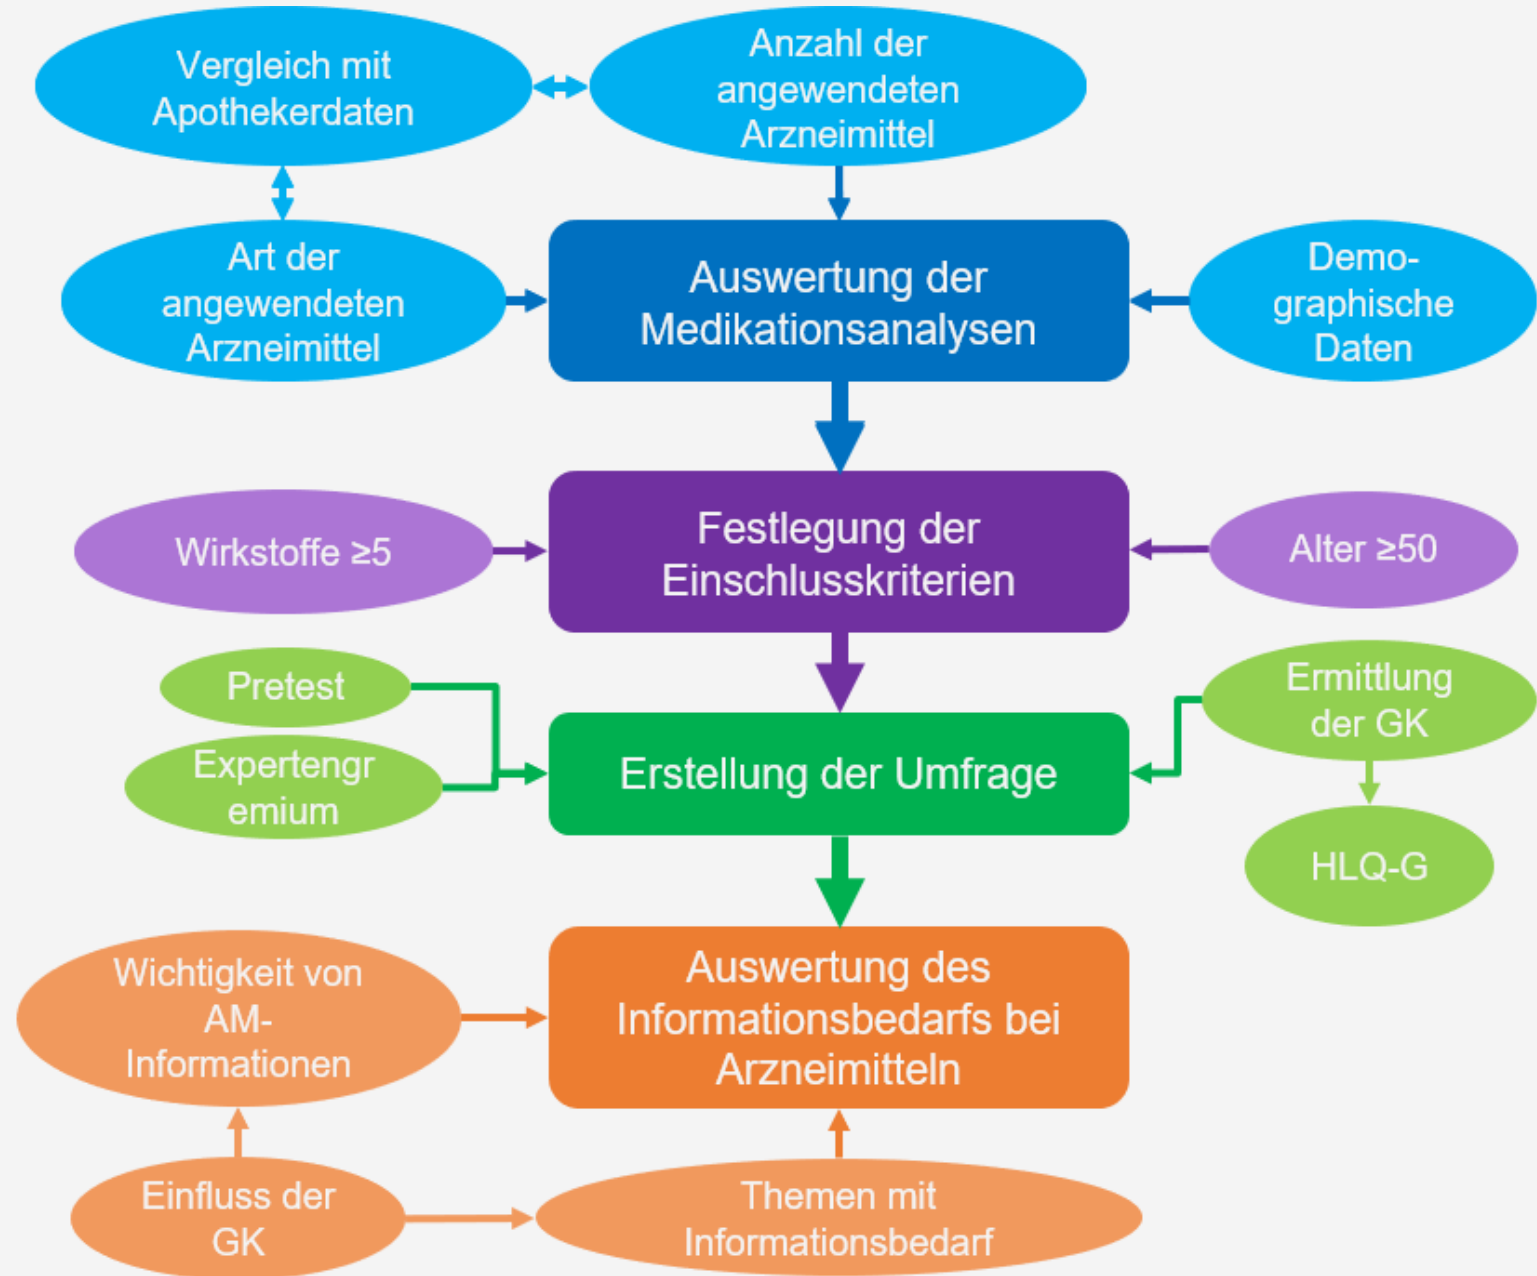 Vergleich mit
Apothekerdaten
Anzahl der
angewendeten
Arzneimittel
Art der
angewendeten
Arzneimittel
Auswertung der
Medikationsanalysen
Demo-
graphische
Daten
Wirkstoffe ≥5
Festlegung der
Einschlusskriterien
Alter ≥50
Pretest
Expertengr
emium
Erstellung der Umfrage
Ermittlung
der GK
HLQ-G
Wichtigkeit von
AM-
Informationen
Auswertung des
Informationsbedarfs bei
Arzneimitteln
Einfluss der
GK
Themen mit
Informationsbedarf